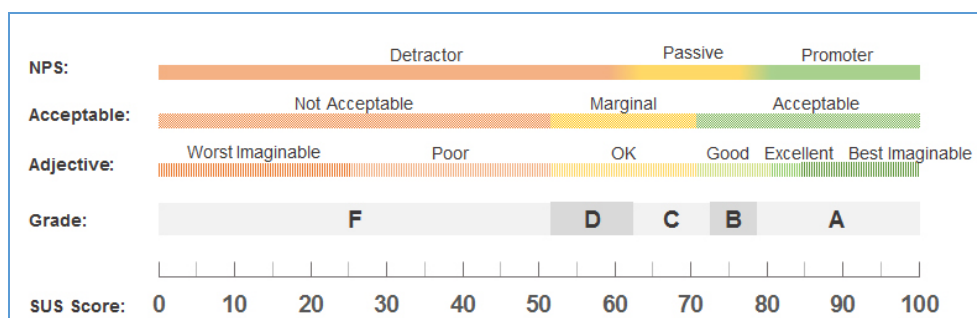 NPS: Detractor Passive Promoter
Acceptable: Not Acceptable Marginal Acceptable
Adjective: Worst Imaginable Poor OK Good Excellent Best Imaginable
Grade: F D C B A
SUS Score: 0 10 20 30 40 50 60 70 80 90 100